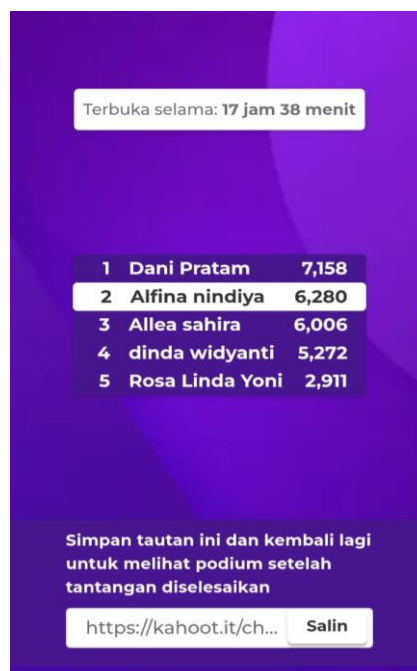 Terbuka selama: 17 jam 38 menit
1 Dani Pratam 7,158
2 Alfina nindiya 6,280
3 Allea sahira 6,006
4 dinda widyanti 5,272
5 Rosa Linda Yoni 2,911
Simpan tautan ini dan kembali lagi
untuk melihat podium setelah
tantangan diselesaikan
https://kahoot.it/ch... Salin